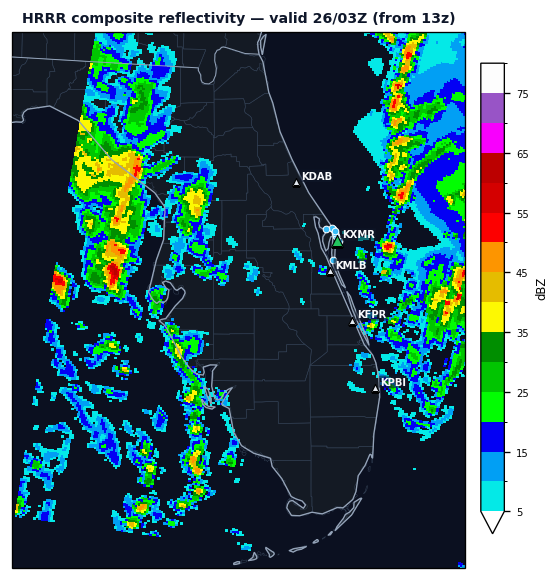 HRRR composite reflectivity — valid 26/03Z (from 13z)
KDAB
KXMR
KMLB
KFPR
KPBI
75
65
55
45
35
25
15
5
dBZ